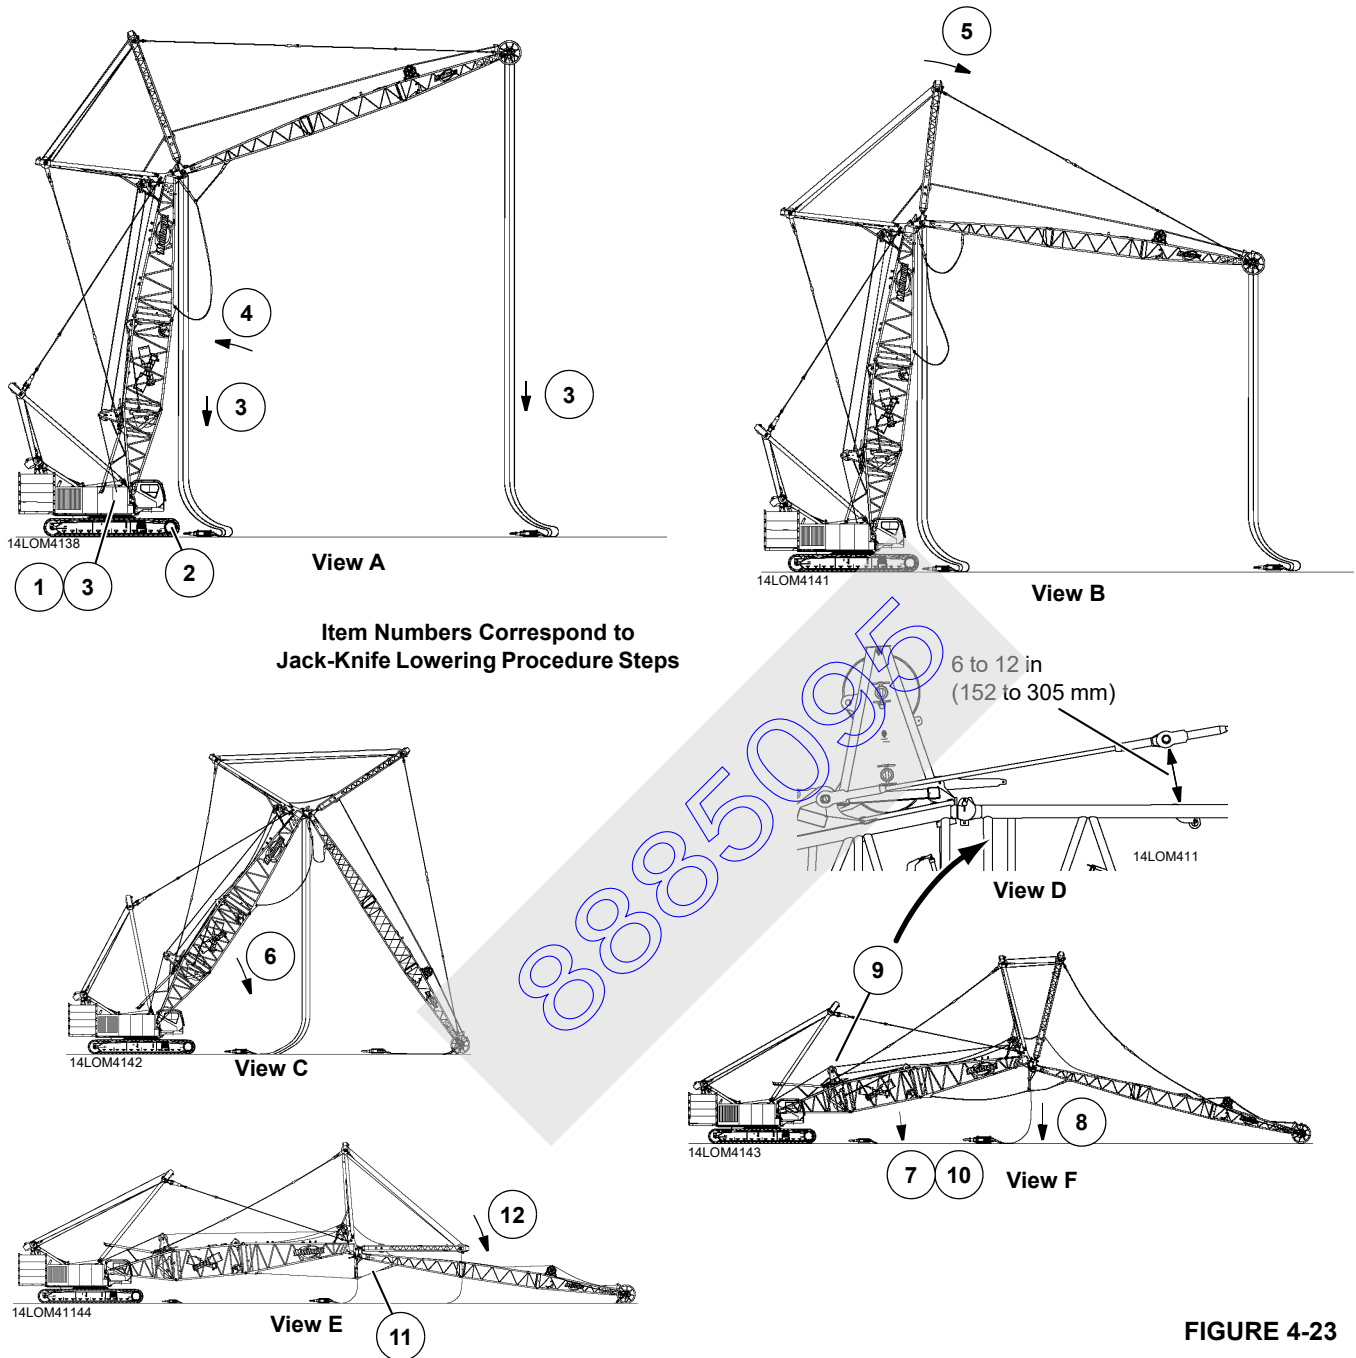 5
4
3
3
14LOM4138
1
3
2
View A
14LOM4141
View B
Item Numbers Correspond to
Jack-Knife Lowering Procedure Steps
8885095
6 to 12 in
(152 to 305 mm)
14LOM411
View D
6
14LOM4142
View C
9
14LOM4143
7
10
8
View F
12
14LOM41144
View E
11
FIGURE 4-23